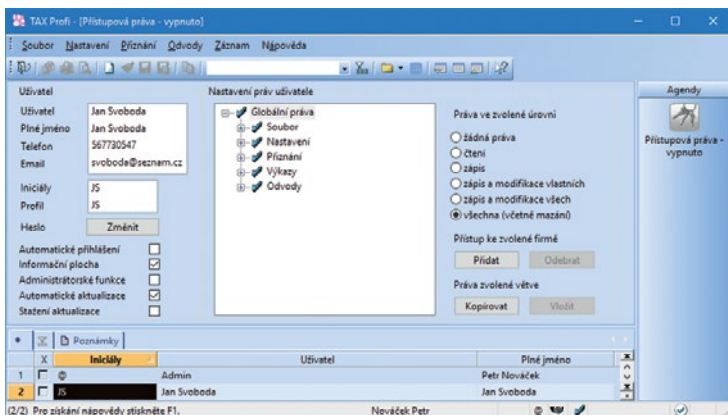 TAX Profi - [Přístupová práva - vypnuto]
Soubor Nastavení Přiznání Odvody Záznam Nápověda
Uživatel
Uživatel Jan Svoboda
Plné jméno Jan Svoboda
Telefon 567730547
Email svoboda@seznam.cz
Iniciály JS
Profil JS
Heslo Změnit
Automatické přihlášení
Informační plocha
Administrátorské funkce
Automatické aktualizace
Stažení aktualizace
Nastavení práv uživatele
Globální práva
Soubor
Nastavení
Přiznání
Výkazy
Odvody
Práva ve zvolené úrovni
žádná práva
čtení
zápis
zápis a modifikace vlastních
zápis a modifikace všech
všechna (včetně mazání)
Přístup ke zvolené firmě
Přidat Odebrat
Práva zvolené větve
Kopírovat Vložit
Agendy
Přístupová práva -
vypnuto
Poznámky
X Iniciály Uživatel Plné jméno
1 @ Admin Petr Nováček
2 JS Jan Svoboda Jan Svoboda
(2/2) Pro získání nápovědy stiskněte F1. Nováček Petr @